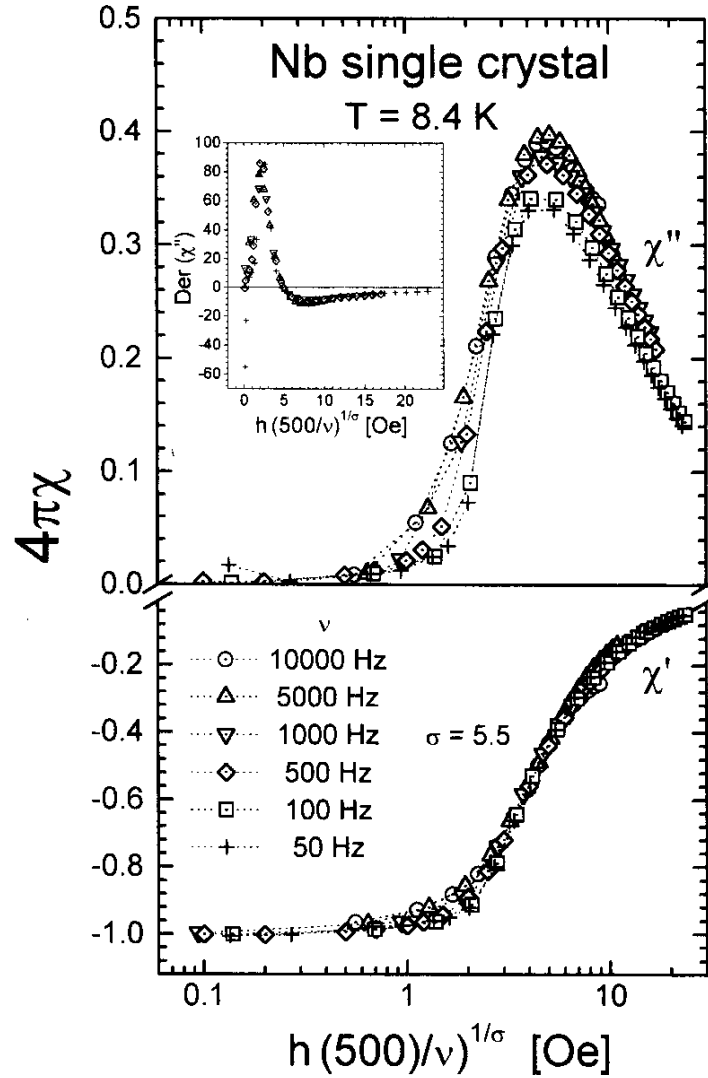 Nb single crystal
T = 8.4 K
0.5
0.4
0.3
0.2
0.1
0.0
4πχ
χ''
100
80
60
40
20
0
-20
-40
-60
Der (χ'')
0 5 10 15 20
h (500/ν)^{1/σ} [Oe]
-0.2
-0.4
-0.6
-0.8
-1.0
χ'
ν
10000 Hz
5000 Hz
1000 Hz
500 Hz
100 Hz
50 Hz
σ = 5.5
0.1 1 10
h (500)/ν)^{1/σ} [Oe]